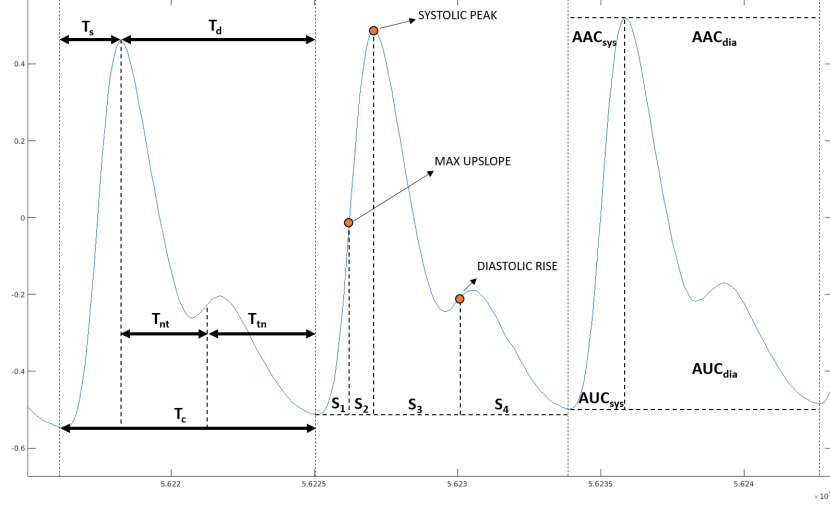 SYSTOLIC PEAK
Ts
Td
AACsys
AACdia
0.4
0.2
MAX UPSLOPE
0
DIASTOLIC RISE
-0.2
Tnt
Ttn
-0.4
AUCdia
S1
S2
S3
S4
AUCsys
Tc
-0.6
5.622
5.6225
5.623
5.6235
5.624